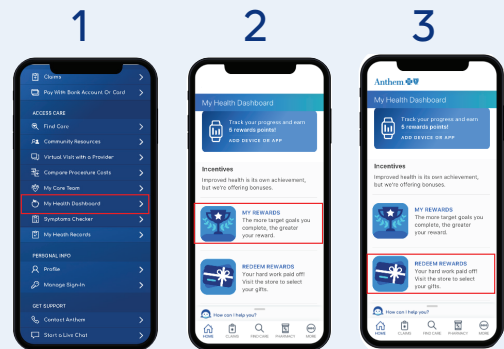 1
2
3
Claims
Pay With Bank Account Or Card
ACCESS CARE
Find Care
Community Resources
Virtual Visit with a Provider
Compare Procedure Costs
My Care Team
My Health Dashboard
Symptoms Checker
My Health Records
PERSONAL INFO
Profile
Manage Sign-In
GET SUPPORT
Contact Anthem
Start a Live Chat
My Health Dashboard
Track your progress and earn
5 rewards points!
ADD DEVICE OR APP
Incentives
Improved health is its own achievement,
but we're offering bonuses.
MY REWARDS
The more target goals you
complete, the greater
your reward.
REDEEM REWARDS
Your hard work paid off!
Visit the store to select
your gifts.
How can I help you?
HOME
CLAIMS
FIND CARE
PHARMACY
MORE
Anthem
My Health Dashboard
Track your progress and earn
5 rewards points!
ADD DEVICE OR APP
Incentives
Improved health is its own achievement,
but we're offering bonuses.
MY REWARDS
The more target goals you
complete, the greater
your reward.
REDEEM REWARDS
Your hard work paid off!
Visit the store to select
your gifts.
How can I help you?
HOME
CLAIMS
FIND CARE
PHARMACY
MORE